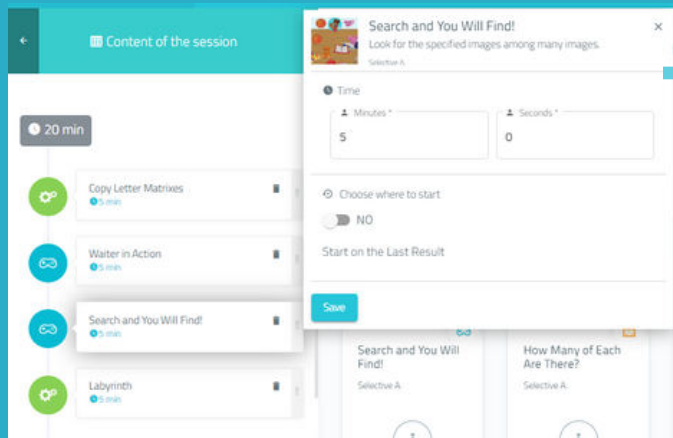 Content of the session
20 min
Copy Letter Matrixes
5 min
Waiter in Action
5 min
Search and You Will Find!
5 min
Labyrinth
5 min
Search and You Will Find!
Look for the specified images among many images.
Selective A.
Time
Minutes *
5
Seconds *
0
Choose where to start
NO
Start on the Last Result
Save
Search and You Will
Find!
Selective A.
How Many of Each
Are There?
Selective A.